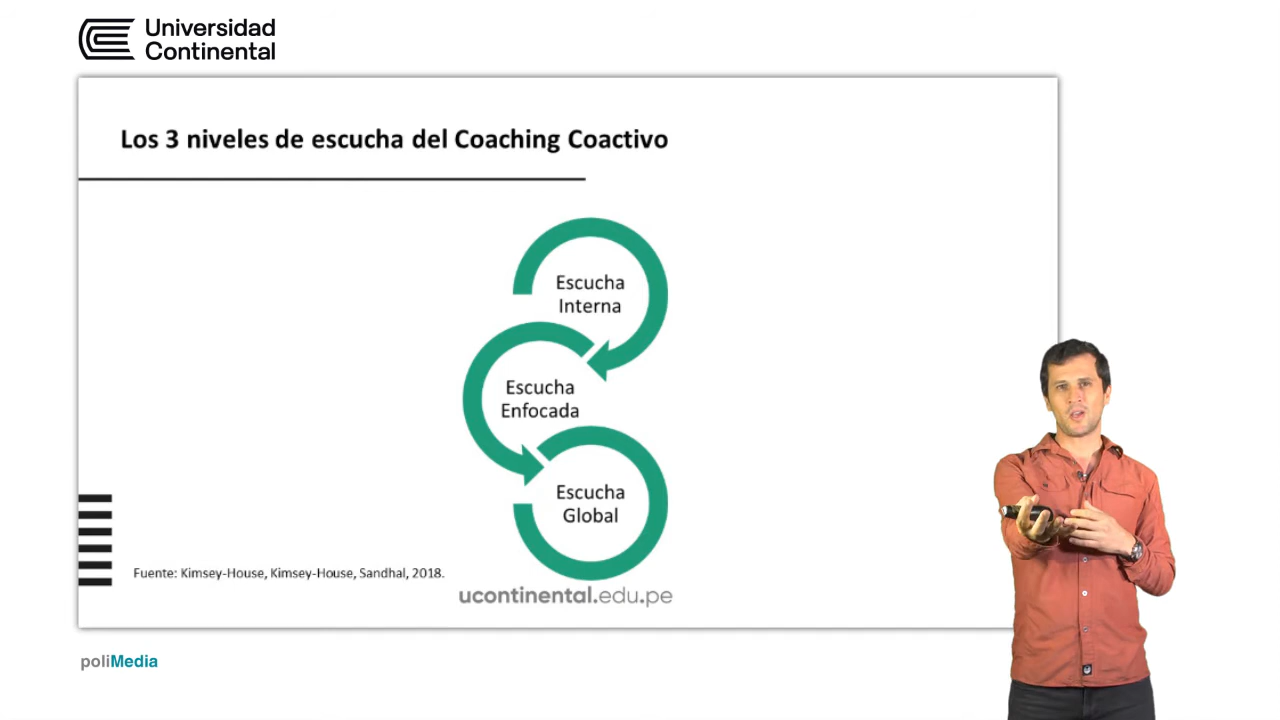 Universidad
Continental
Los 3 niveles de escucha del Coaching Coactivo
Escucha
Interna
Escucha
Enfocada
Escucha
Global
Fuente: Kimsey-House, Kimsey-House, Sandhal, 2018.
ucontinental.edu.pe
poliMedia